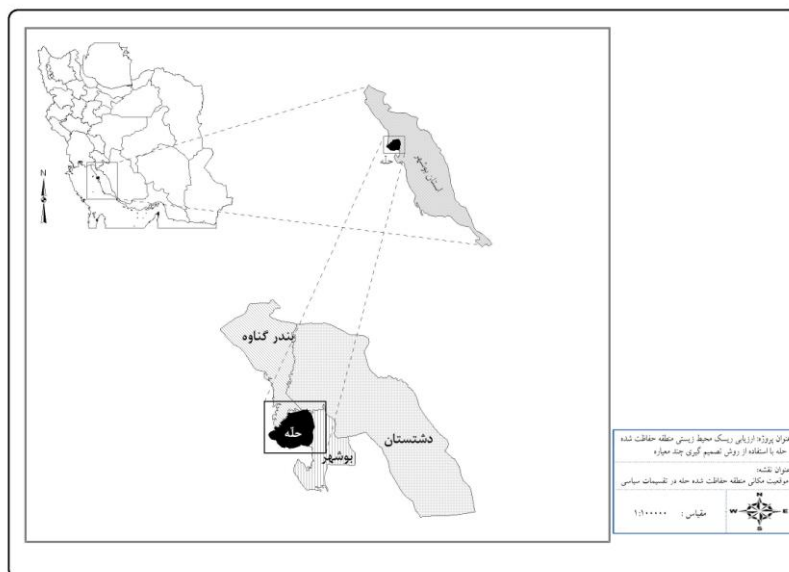 N
استان بوشهر
حله
بندر گناوه
حله
دشتستان
بوشهر
عنوان پروژه: ارزیابی ریسک محیط زیستی منطقه حفاظت شده
حله با استفاده از روش تصمیم گیری چند معیاره
عنوان نقشه:
موقعیت مکانی منطقه حفاظت شده حله در تقسیمات سیاسی
مقیاس : ۱:۱۰۰۰۰۰
N
W E
S